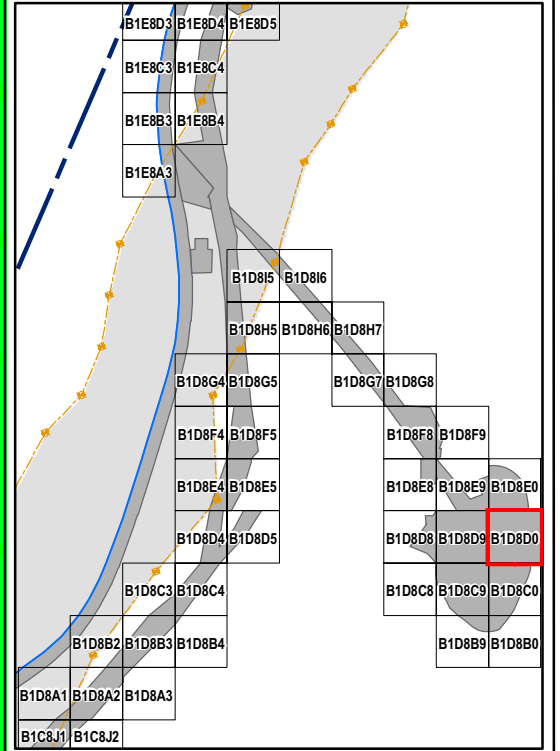 B1E8D3 B1E8D4 B1E8D5
B1E8C3 B1E8C4
B1E8B3 B1E8B4
B1E8A3
B1D8I5 B1D8I6
B1D8H5 B1D8H6 B1D8H7
B1D8G4 B1D8G5 B1D8G7 B1D8G8
B1D8F4 B1D8F5 B1D8F8 B1D8F9
B1D8E4 B1D8E5 B1D8E8 B1D8E9 B1D8E0
B1D8D4 B1D8D5 B1D8D8 B1D8D9 B1D8D0
B1D8C3 B1D8C4 B1D8C8 B1D8C9 B1D8C0
B1D8B2 B1D8B3 B1D8B4 B1D8B9 B1D8B0
B1D8A1 B1D8A2 B1D8A3
B1C8J1 B1C8J2